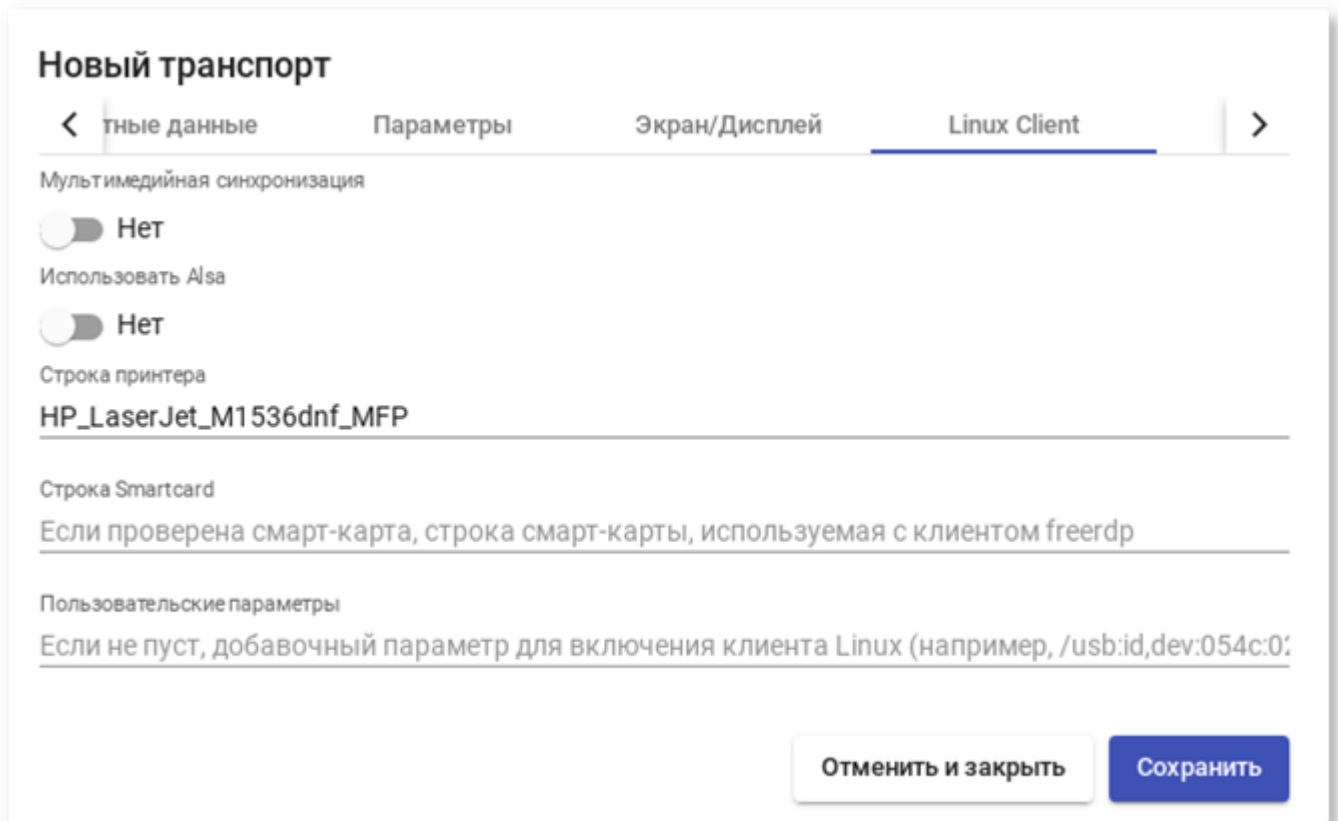 Новый транспорт
тные данные Параметры Экран/Дисплей Linux Client
Мультимедийная синхронизация
Нет
Использовать Alsa
Нет
Строка принтера
HP_LaserJet_M1536dnf_MFP
Строка Smartcard
Если проверена смарт-карта, строка смарт-карты, используемая с клиентом freerdp
Пользовательские параметры
Если не пуст, добавочный параметр для включения клиента Linux (например, /usb:id,dev:054c:02
Отменить и закрыть Сохранить